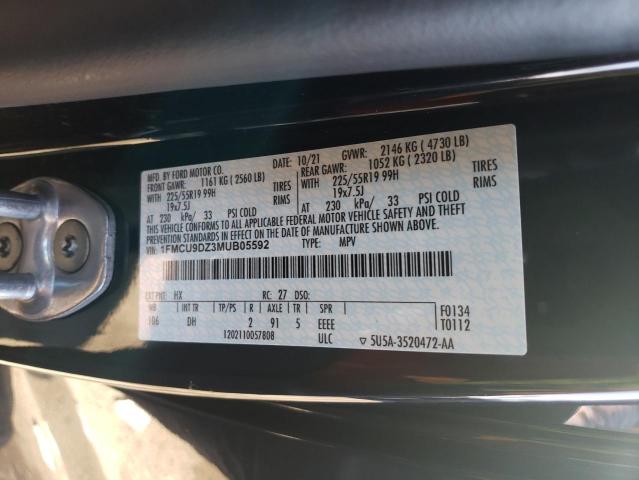 MFD. BY FORD MOTOR CO.
10/21 GVWR: 2146 KG ( 4730 LB)
FRONT GAWR: 1161 KG ( 2560 LB)
REAR GAWR: 1052 KG ( 2320 LB)
WITH 225/55R19 99H TIRES
WITH 225/55R19 99H TIRES
19x7.5J RIMS
19x7.5J RIMS
AT 230 kPa/ 33 PSI COLD
AT 230 kPa/ 33 PSI COLD
THIS VEHICLE CONFORMS TO ALL APPLICABLE FEDERAL MOTOR VEHICLE SAFETY AND THEFT
PREVENTION STANDARDS IN EFFECT ON THE DATE OF MANUFACTURE SHOWN ABOVE.
VIN: 1FMCU9DZ3MUB05592
TYPE: MPV
EXT PNT: HX RC: 27 DSO:
WB INT TR TP/PS R AXLE TR SPR
106 DH 2 91 5 EEEE
F0134
T0112
1202110057808 ULC
5U5A-3520472-AA